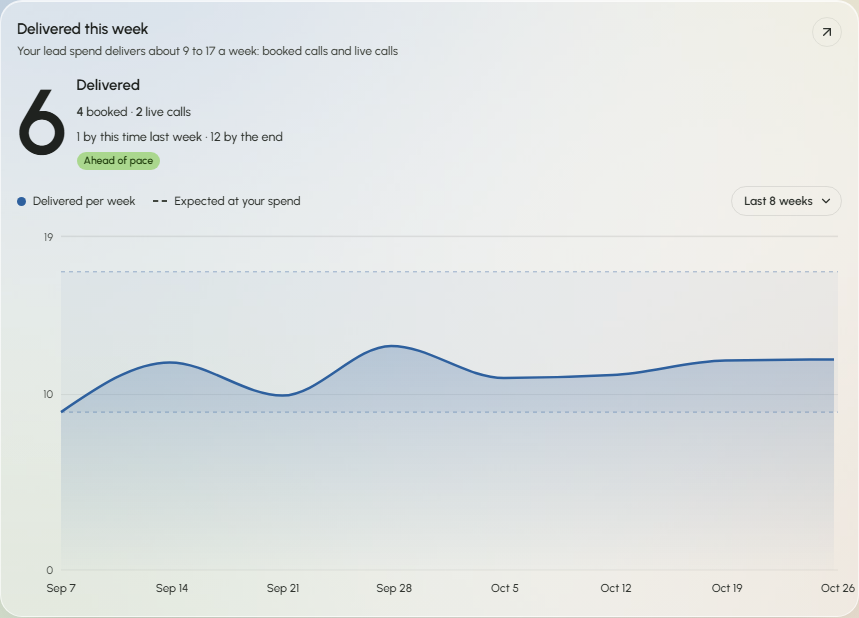 Delivered this week
Your lead spend delivers about 9 to 17 a week: booked calls and live calls
6
Delivered
4 booked · 2 live calls
1 by this time last week · 12 by the end
Ahead of pace
Delivered per week
Expected at your spend
Last 8 weeks
19
10
0
Sep 7
Sep 14
Sep 21
Sep 28
Oct 5
Oct 12
Oct 19
Oct 26